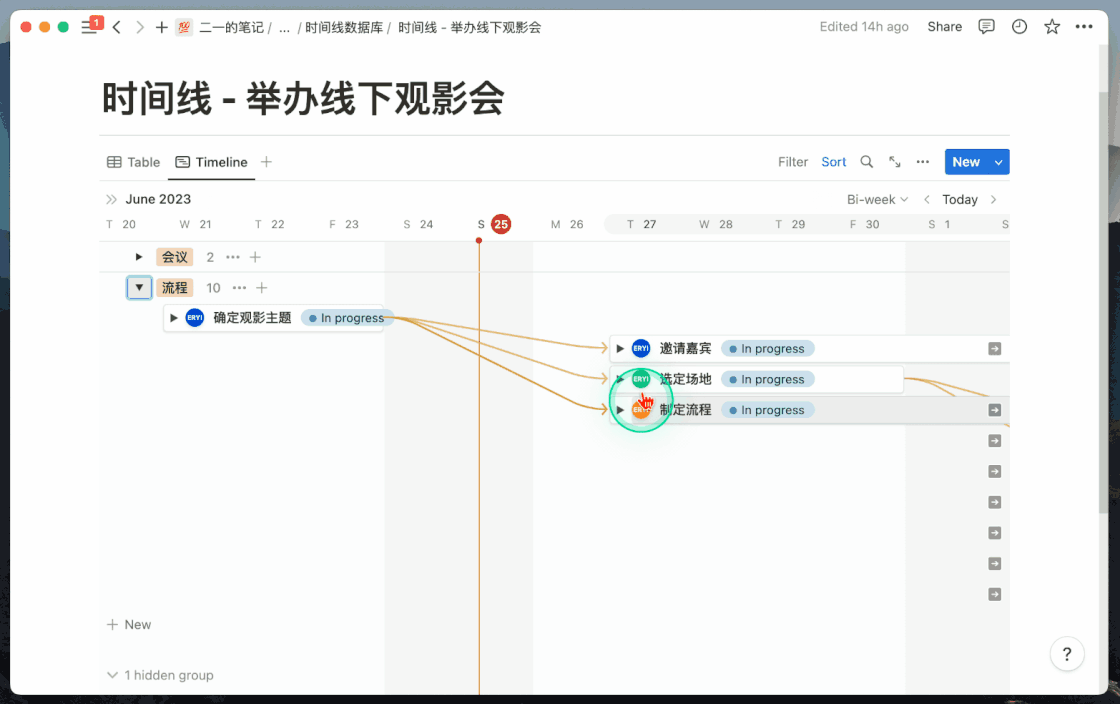 1
二一的笔记 / ... / 时间线数据库 / 时间线 - 举办线下观影会
Edited 14h ago Share
时间线 - 举办线下观影会
Table Timeline
Filter Sort New
June 2023
Bi-week Today
T 20 W 21 T 22 F 23 S 24 S 25 M 26 T 27 W 28 T 29 F 30 S 1 S
会议 2
流程 10
ERYI 确定观影主题 In progress
ERYI 邀请嘉宾 In progress
ERYI 选定场地 In progress
制定流程 In progress
New
1 hidden group
?